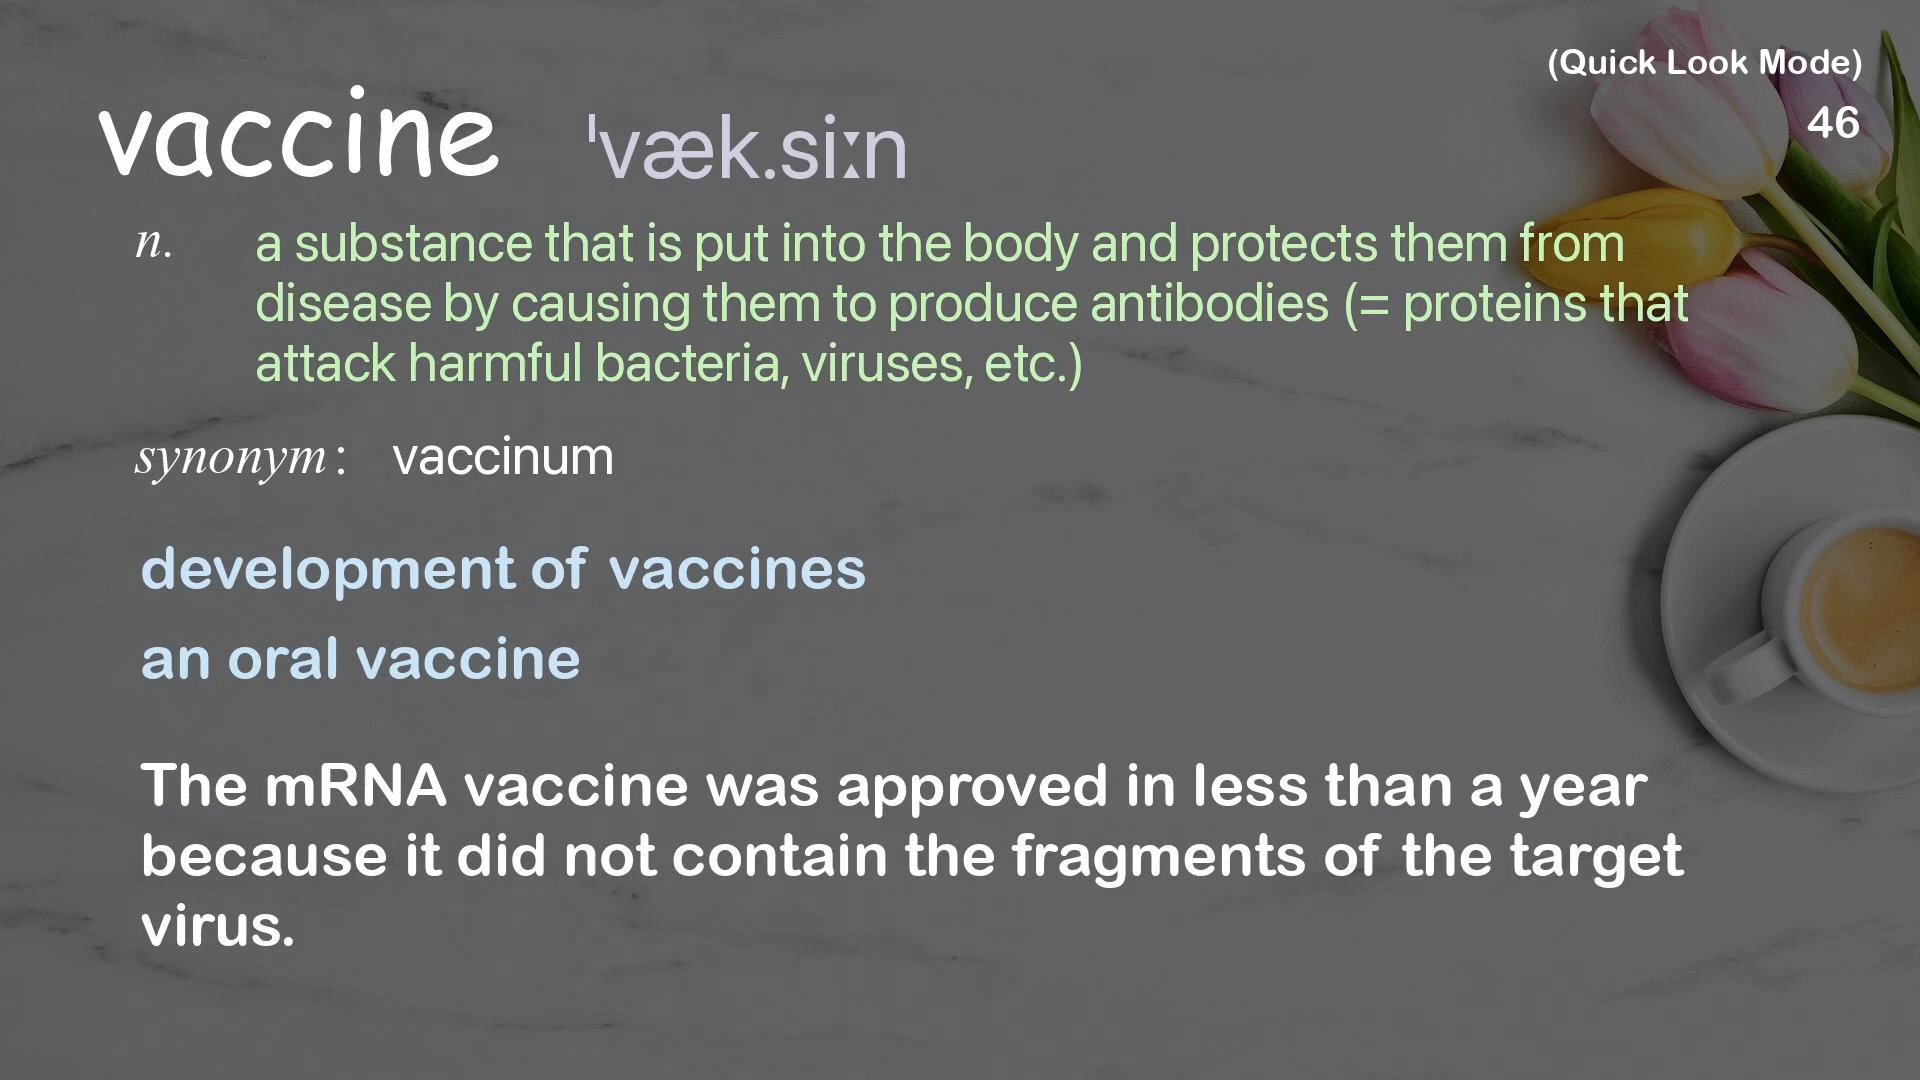 (Quick Look Mode)
46
vaccine ˈvæk.siːn
n. a substance that is put into the body and protects them from
disease by causing them to produce antibodies (= proteins that
attack harmful bacteria, viruses, etc.)
synonym: vaccinum
development of vaccines
an oral vaccine
The mRNA vaccine was approved in less than a year
because it did not contain the fragments of the target
virus.